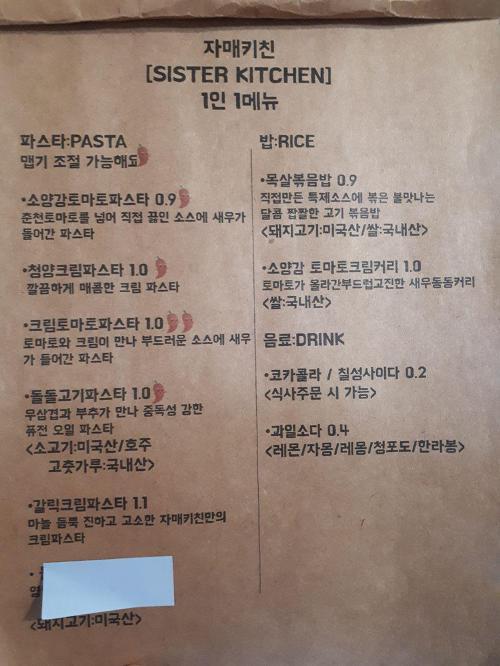 자매키친
[SISTER KITCHEN]
1인 1메뉴
파스타:PASTA
맵기 조절 가능해요
•소양강토마토파스타 0.9
춘천토마토를 넣어 직접 끓인 소스에 새우가
들어간 파스타
•청양크림파스타 1.0
깔끔하게 매콤한 크림 파스타
•크림토마토파스타 1.0
토마토와 크림이 만나 부드러운 소스에 새우
가 들어간 파스타
•돌돌고기파스타 1.0
우삼겹과 부추가 만나 중독성 강한
퓨전 오일 파스타
<소고기:미국산/호주
고춧가루:국내산>
•갈릭크림파스타 1.1
마늘 듬뿍 진하고 고소한 자매키친만의
크림파스타
<돼지고기:미국산>
밥:RICE
•목살볶음밥 0.9
직접만든 특제소스에 볶은 불맛나는
달콤 짭짤한 고기 볶음밥
<돼지고기:미국산/쌀:국내산>
•소양강 토마토크림커리 1.0
토마토가 올라간부드럽고진한 새우동동커리
<쌀:국내산>
음료:DRINK
•코카콜라 / 칠성사이다 0.2
<식사주문 시 가능>
•과일소다 0.4
<레몬/자몽/레몽/청포도/한라봉>